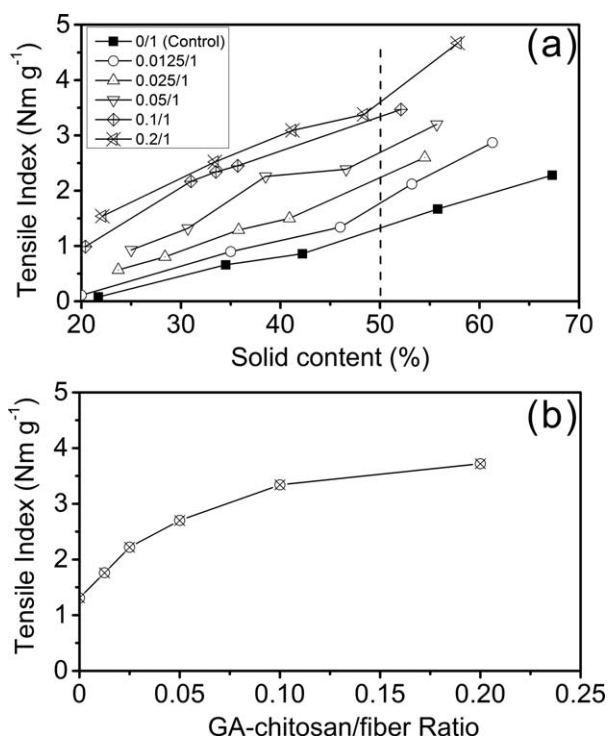 (a)
Tensile Index (Nm g⁻¹)
5
4
3
2
1
0
0/1 (Control)
0.0125/1
0.025/1
0.05/1
0.1/1
0.2/1
20 30 40 50 60 70
Solid content (%)
(b)
Tensile Index (Nm g⁻¹)
5
4
3
2
1
0
0 0.05 0.10 0.15 0.20 0.25
GA-chitosan/fiber Ratio